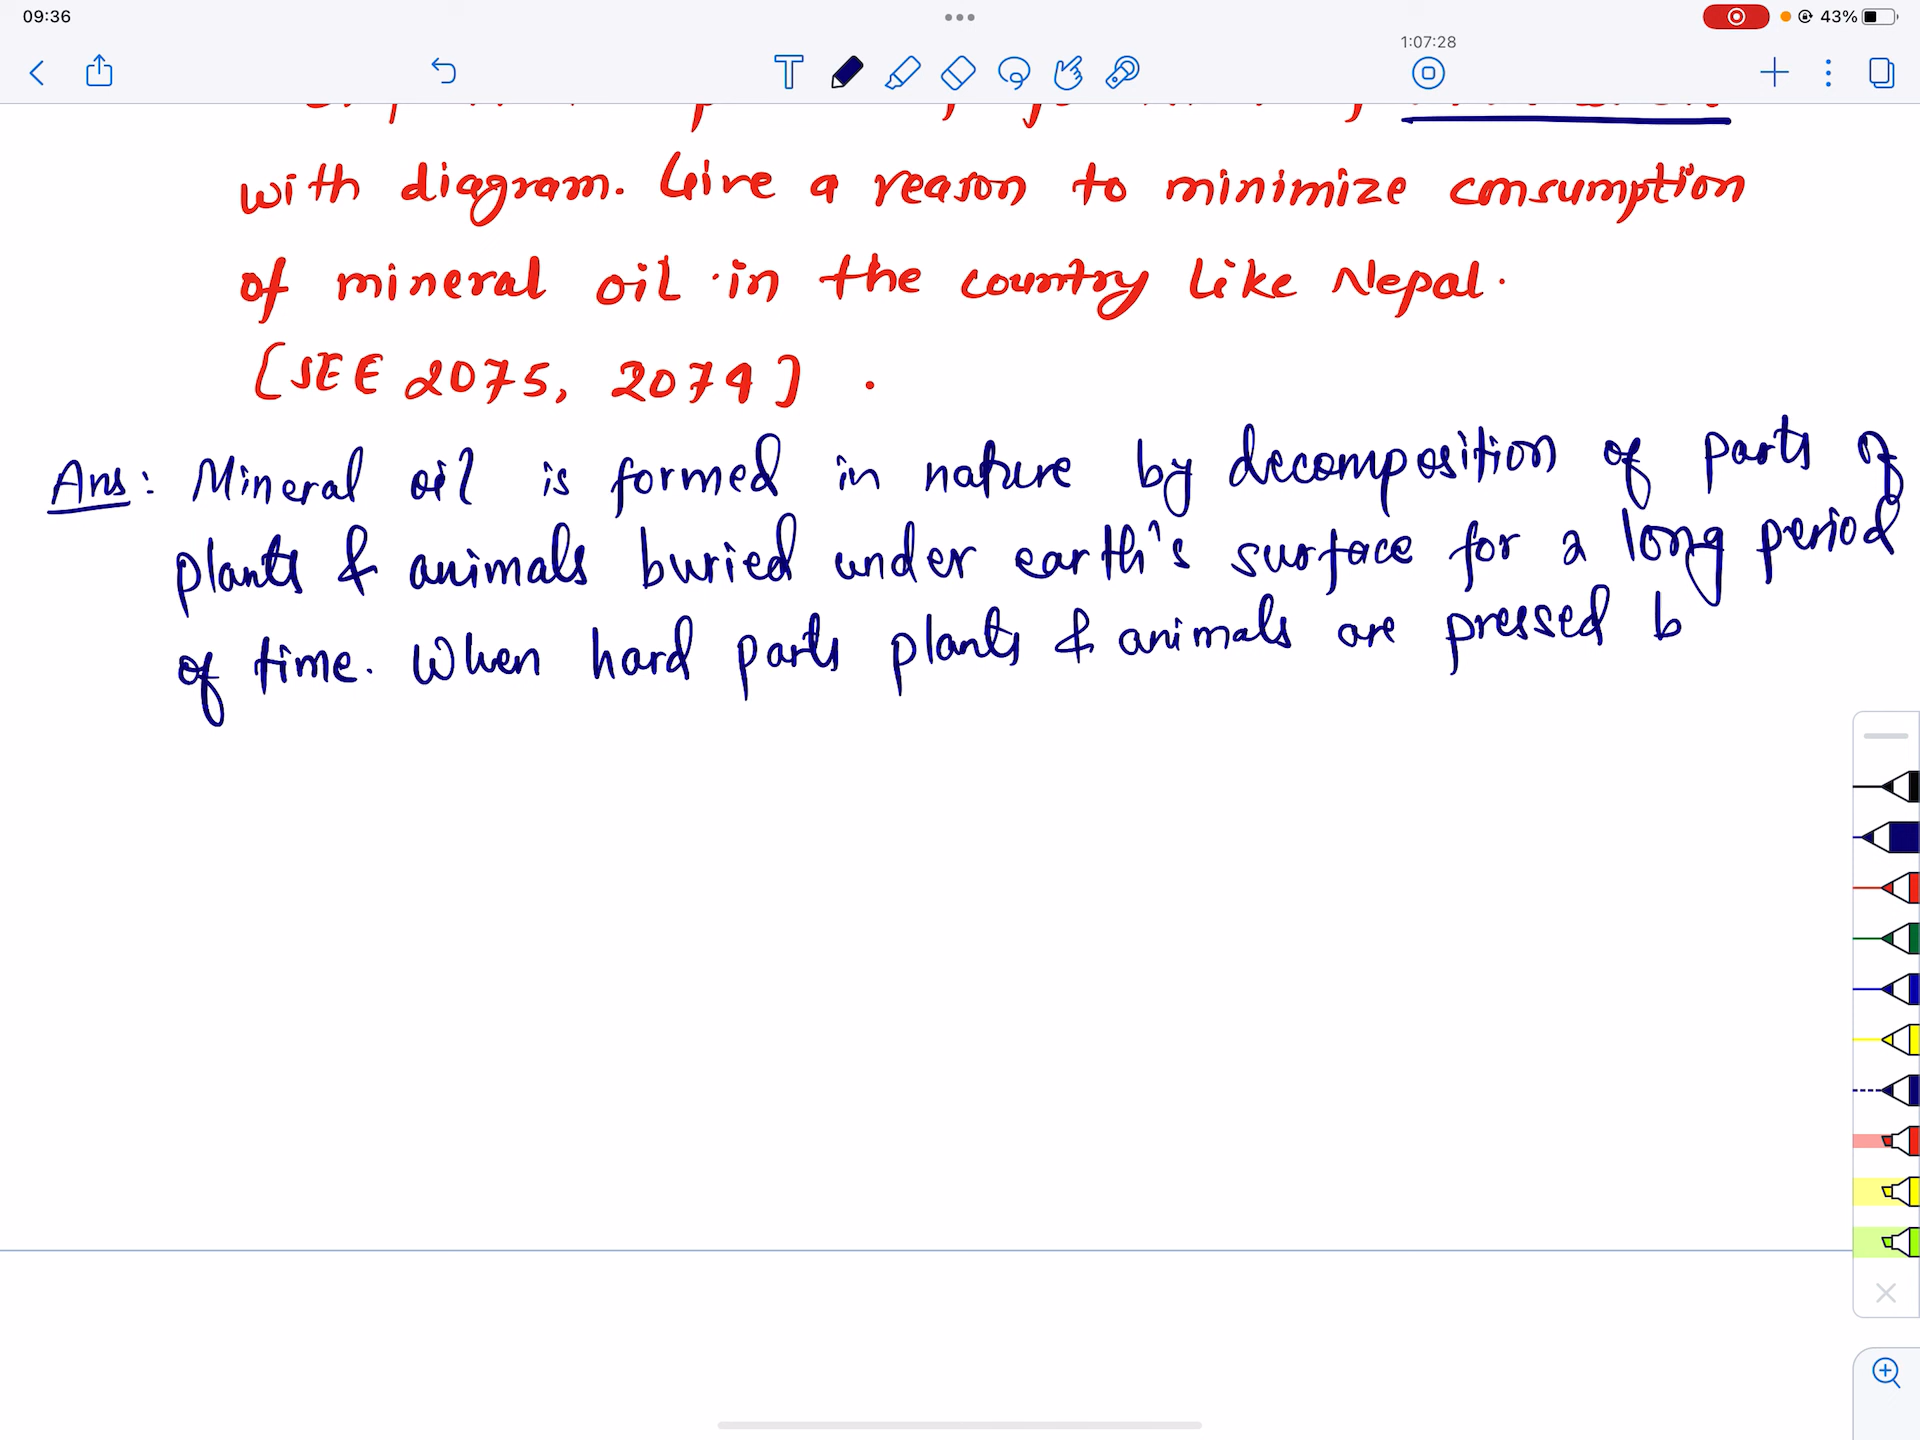 09:36
43%
1:07:28
T
with diagram. Give a reason to minimize consumption
of mineral oil in the country like Nepal.
[SEE 2075, 2074] .
Ans: Mineral oil is formed in nature by decomposition of parts of
plants & animals buried under earth's surface for a long period
of time. When hard parts plants & animals are pressed b